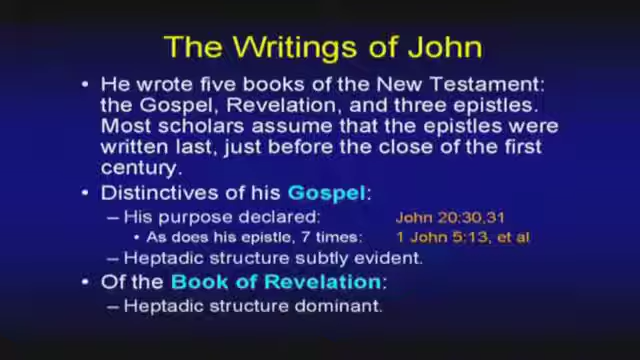 The Writings of John
• He wrote five books of the New Testament:
the Gospel, Revelation, and three epistles.
Most scholars assume that the epistles were
written last, just before the close of the first
century.
• Distinctives of his Gospel:
– His purpose declared: John 20:30,31
• As does his epistle, 7 times: 1 John 5:13, et al
– Heptadic structure subtly evident.
• Of the Book of Revelation:
– Heptadic structure dominant.